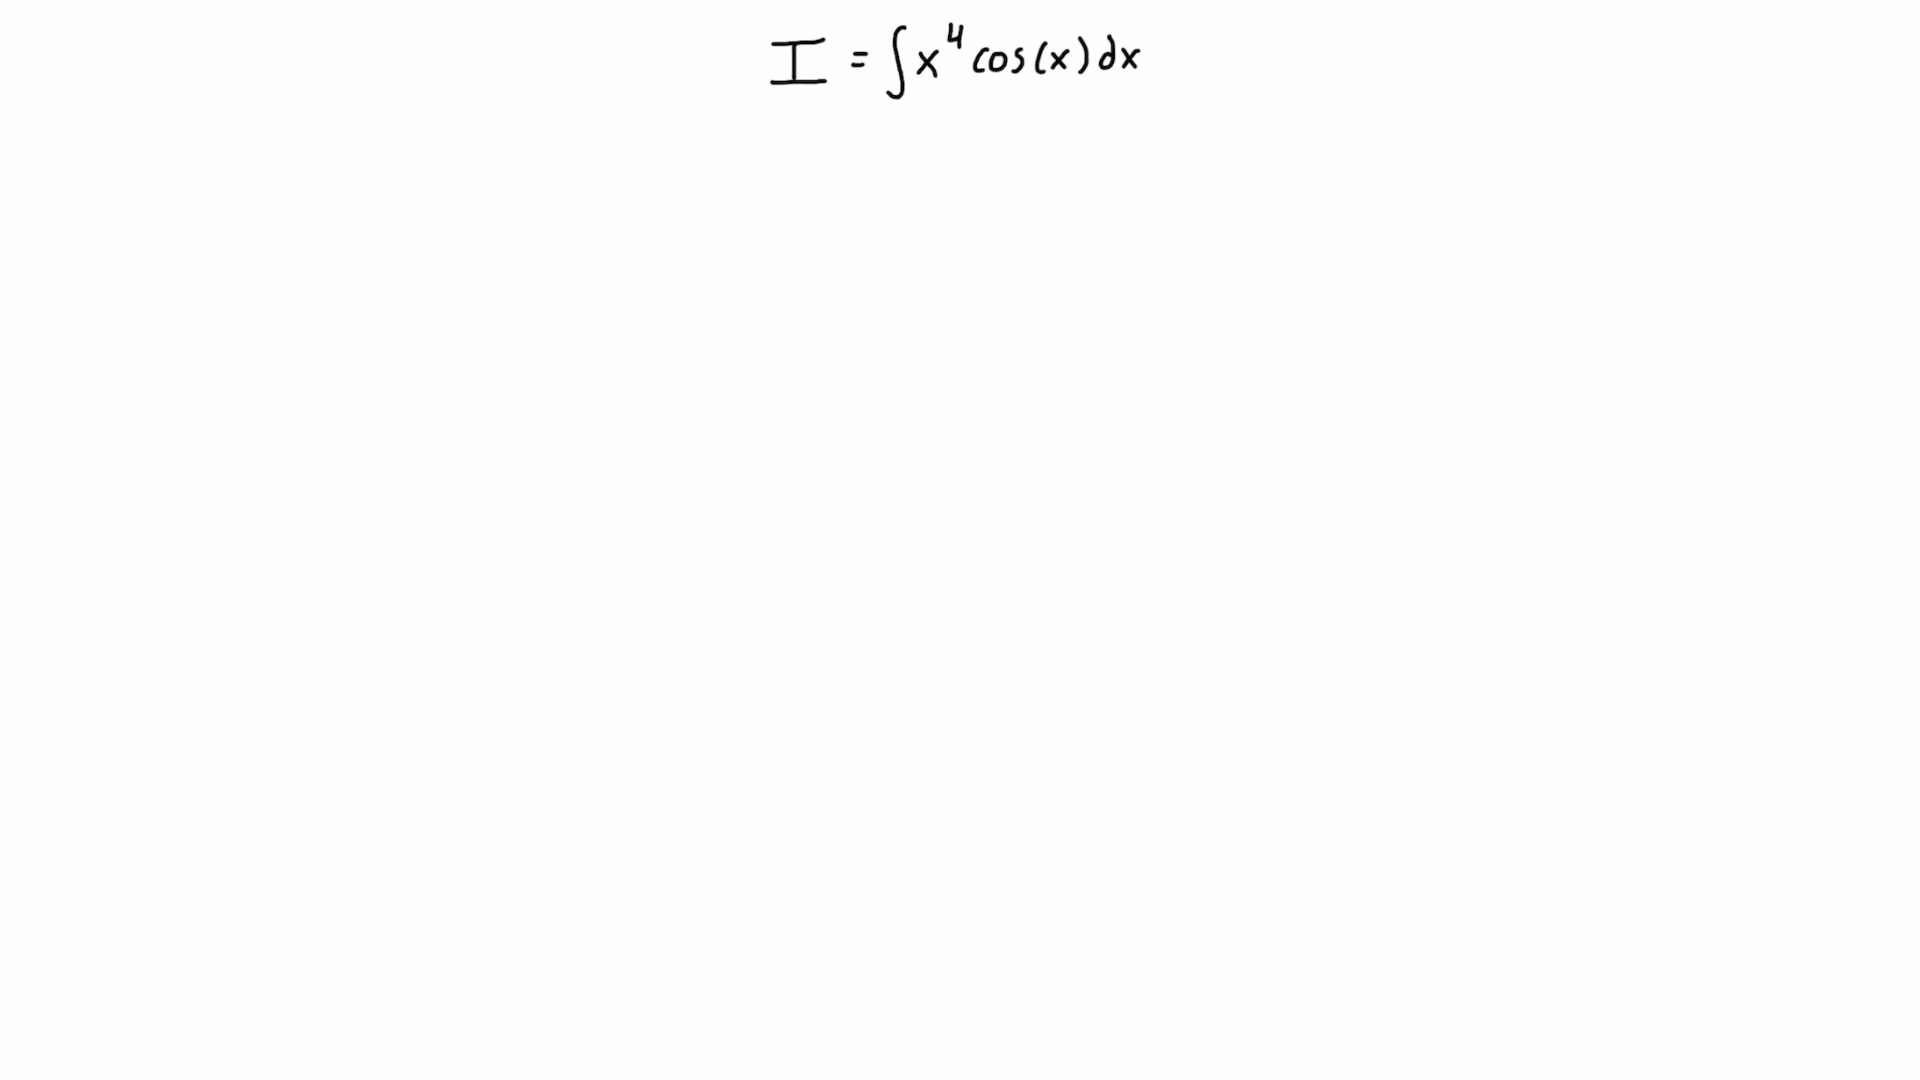 I = ∫x⁴cos(x)dx